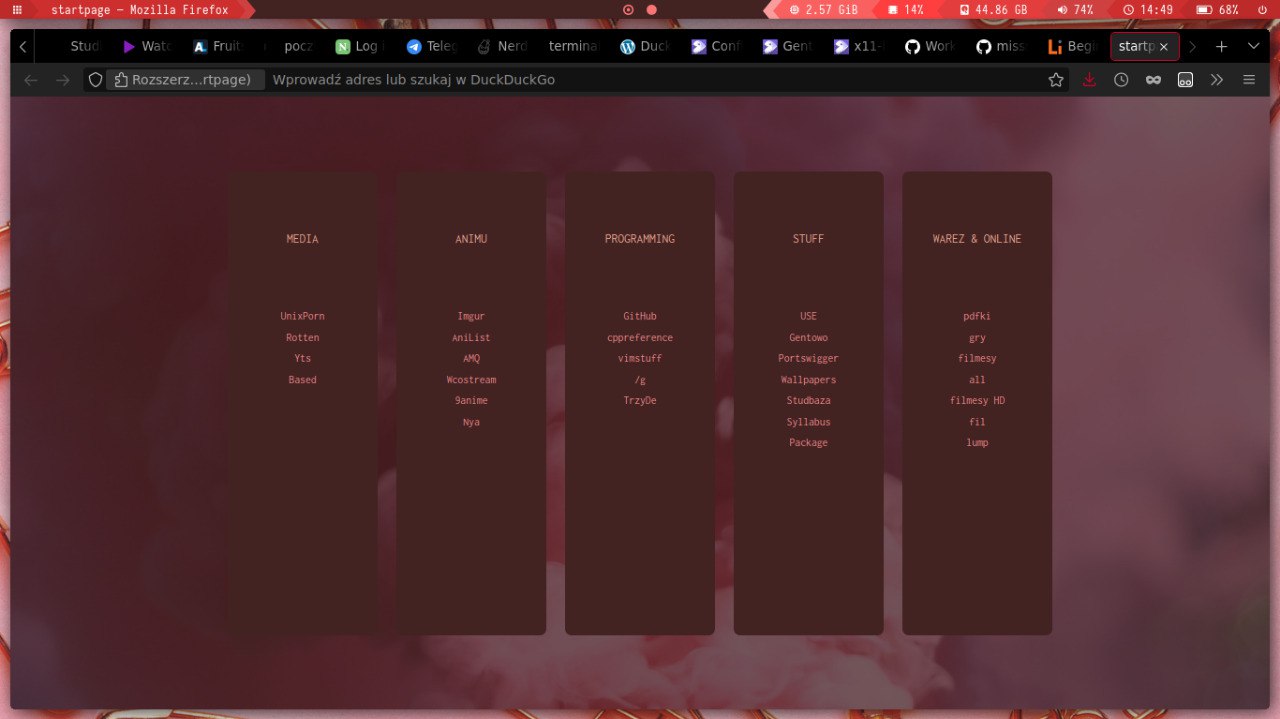 startpage — Mozilla Firefox
2.57 GiB
14%
44.86 GB
74%
14:49
68%
Stud
Watc
Fruit
pocz
Log i
Teleg
Nerd
termina
Duck
Conf
Gent
x11-
Work
miss
Begi
startp
Rozszerz...rtpage)
Wprowadź adres lub szukaj w DuckDuckGo
MEDIA
UnixPorn
Rotten
Yts
Based
ANIMU
Imgur
AniList
AMQ
Wcostream
9anime
Nya
PROGRAMMING
GitHub
cppreference
vimstuff
/g
TrzyDe
STUFF
USE
Gentowo
Portswigger
Wallpapers
Studbaza
Syllabus
Package
WAREZ & ONLINE
pdfki
gry
filmesy
all
filmesy HD
fil
lump